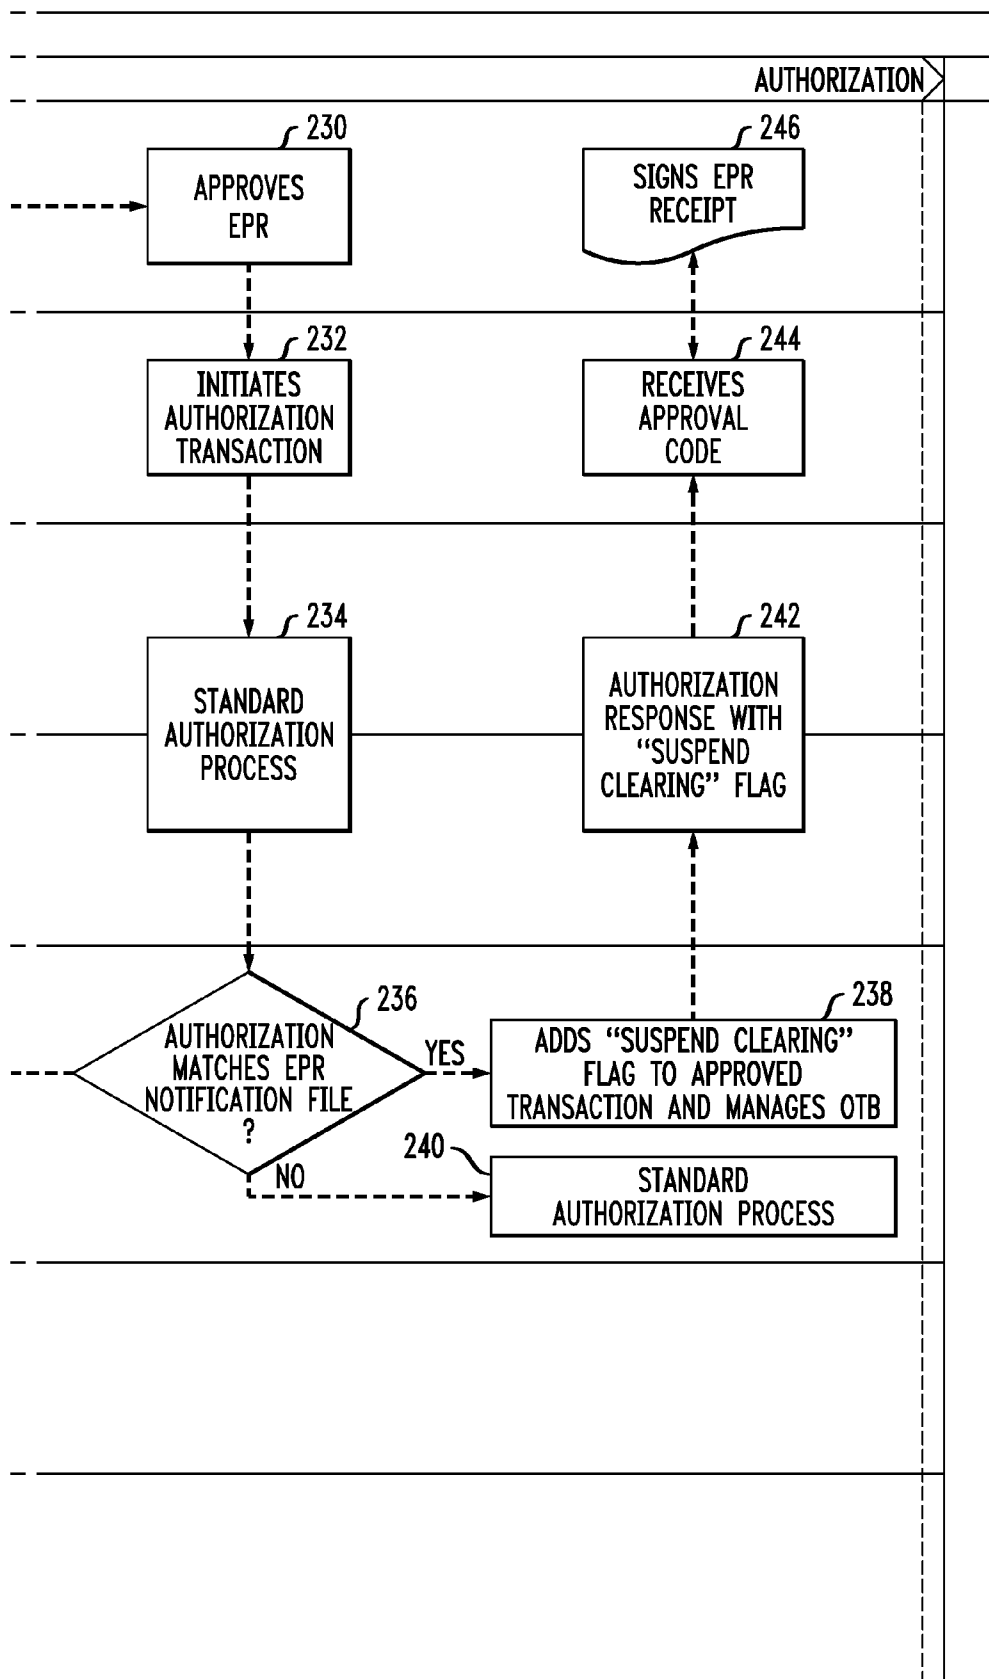 AUTHORIZATION
230
APPROVES
EPR
246
SIGNS EPR
RECEIPT
232
INITIATES
AUTHORIZATION
TRANSACTION
244
RECEIVES
APPROVAL
CODE
234
STANDARD
AUTHORIZATION
PROCESS
242
AUTHORIZATION
RESPONSE WITH
“SUSPEND
CLEARING” FLAG
236
AUTHORIZATION
MATCHES EPR
NOTIFICATION FILE
?
YES
238
ADDS “SUSPEND CLEARING”
FLAG TO APPROVED
TRANSACTION AND MANAGES OTB
NO
240
STANDARD
AUTHORIZATION PROCESS